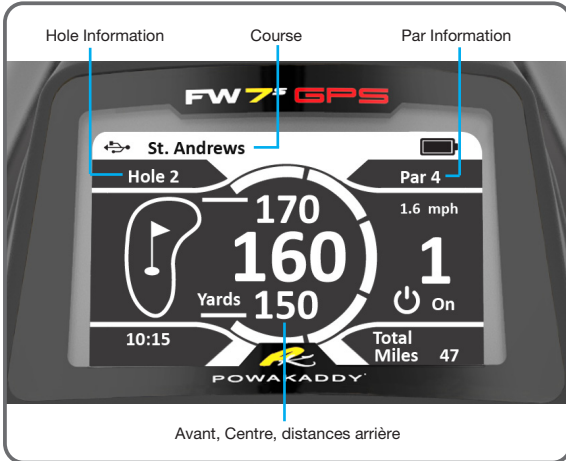 Hole Information
Course
Par Information
FW7s GPS
St. Andrews
Hole 2
Par 4
170
1.6 mph
160
1
Yards 150
On
10:15
Total
Miles 47
POWAKADDY
Avant, Centre, distances arrière